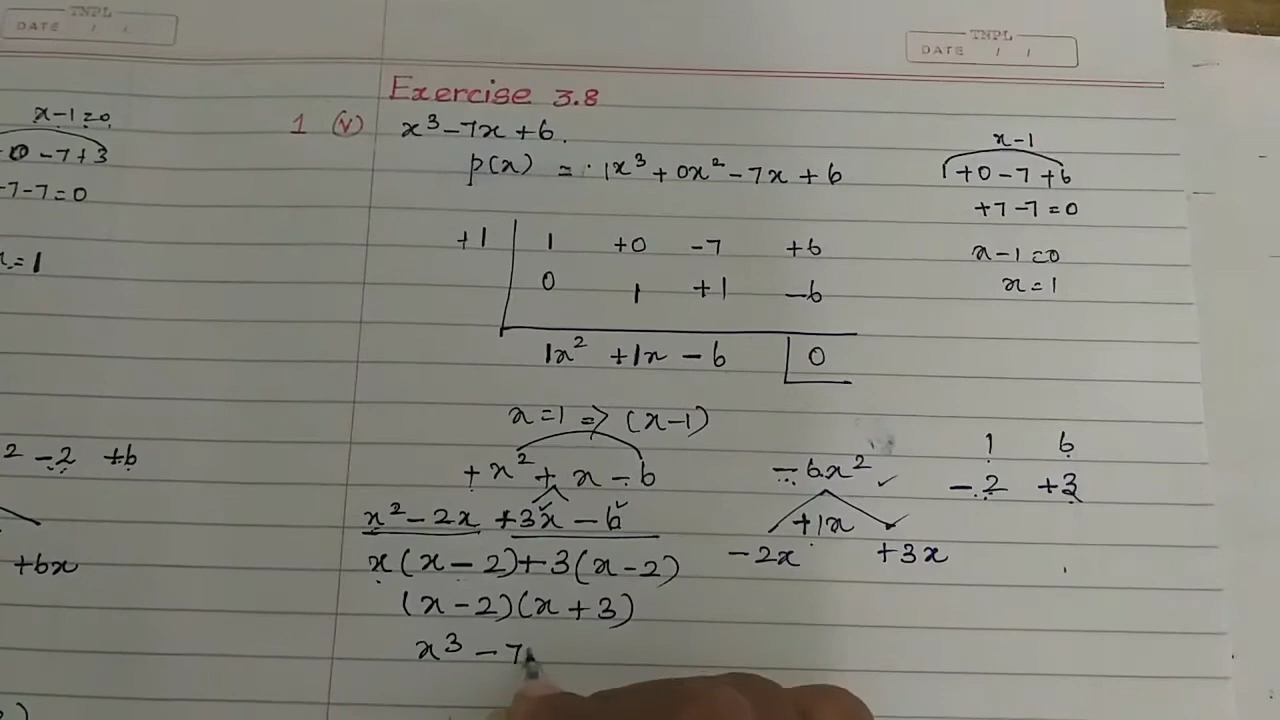 TNPL
DATE / /
TNPL
DATE / /
Exercise 3.8
x-1=0
1 (v) x³-7x+6.
x-1
0-7+3
p(x) = 1x³+0x²-7x+6
1+0-7+6
-7-7=0
+7-7=0
+1 1 +0 -7 +6
x-1=0
x=1
0 1 +1 -6
x=1
1x² +1x -6 0
x=1 => (x-1)
1 6
2 -2 +6
+x²+x-6
-6x² ✓
-2 +3
x²-2x+3x-6
+1x
+6x
x(x-2)+3(x-2)
-2x +3x
(x-2)(x+3)
x³-7